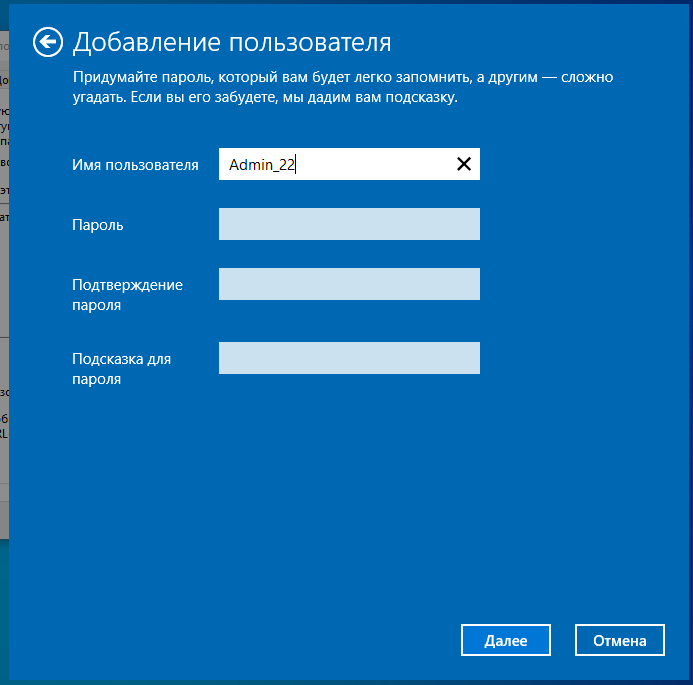 Добавление пользователя
Придумайте пароль, который вам будет легко запомнить, а другим — сложно
угадать. Если вы его забудете, мы дадим вам подсказку.
Имя пользователя
Admin_22
Пароль
Подтверждение
пароля
Подсказка для
пароля
Далее
Отмена